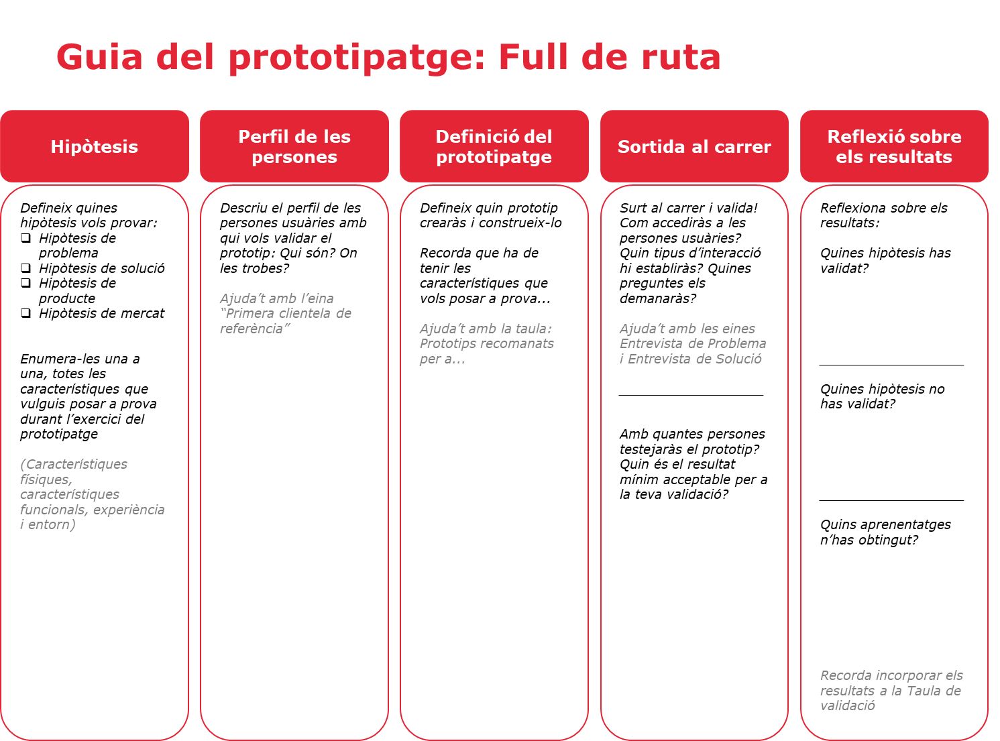 Guia del prototipatge: Full de ruta
Hipòtesis
Defineix quines
hipòtesis vols provar:
❑ Hipòtesis de
problema
❑ Hipòtesis de solució
❑ Hipòtesis de
producte
❑ Hipòtesis de mercat
Enumera-les una a
una, totes les
característiques que
vulguis posar a prova
durant l’exercici del
prototipatge
(Característiques
físiques,
característiques
funcionals, experiència
i entorn)
Perfil de les
persones
Descriu el perfil de les
persones usuàries amb
qui vols validar el
prototip: Qui són? On
les trobes?
Ajuda’t amb l’eina
“Primera clientela de
referència”
Definició del
prototipatge
Defineix quin prototip
crearàs i construeix-lo
Recorda que ha de
tenir les
característiques que
vols posar a prova...
Ajuda’t amb la taula:
Prototips recomanats
per a...
Sortida al carrer
Surt al carrer i valida!
Com accediràs a les
persones usuàries?
Quin tipus d’interacció
hi establiràs? Quines
preguntes els
demanaràs?
Ajuda’t amb les eines
Entrevista de Problema
i Entrevista de Solució
Amb quantes persones
testejaràs el prototip?
Quin és el resultat
mínim acceptable per a
la teva validació?
Reflexió sobre
els resultats
Reflexiona sobre els
resultats:
Quines hipòtesis has
validat?
Quines hipòtesis no
has validat?
Quins aprenentatges
n’has obtingut?
Recorda incorporar els
resultats a la Taula de
validació